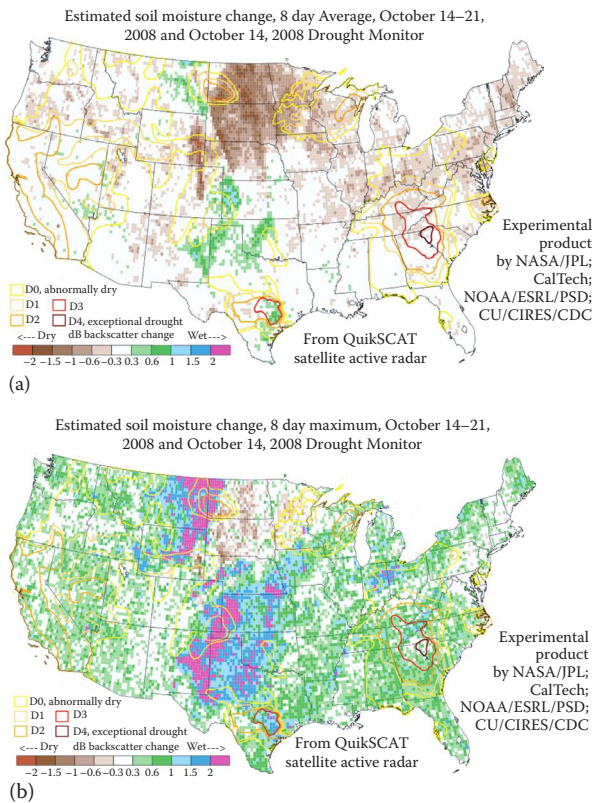 Estimated soil moisture change, 8 day Average, October 14–21,
2008 and October 14, 2008 Drought Monitor
Experimental
product
by NASA/JPL;
CalTech;
NOAA/ESRL/PSD;
CU/CIRES/CDC
D0, abnormally dry
D1
D3
D2
D4, exceptional drought
<--- Dry dB backscatter change Wet--->
−2 −1.5 −1 −0.6 −0.3 0.3 0.6 1 1.5 2
From QuikSCAT
satellite active radar
(a)
Estimated soil moisture change, 8 day maximum, October 14–21,
2008 and October 14, 2008 Drought Monitor
Experimental
product
by NASA/JPL;
CalTech;
NOAA/ESRL/PSD;
CU/CIRES/CDC
D0, abnormally dry
D1
D3
D2
D4, exceptional drought
<--- Dry dB backscatter change Wet--->
−2 −1.5 −1 −0.6 −0.3 0.3 0.6 1 1.5 2
From QuikSCAT
satellite active radar
(b)